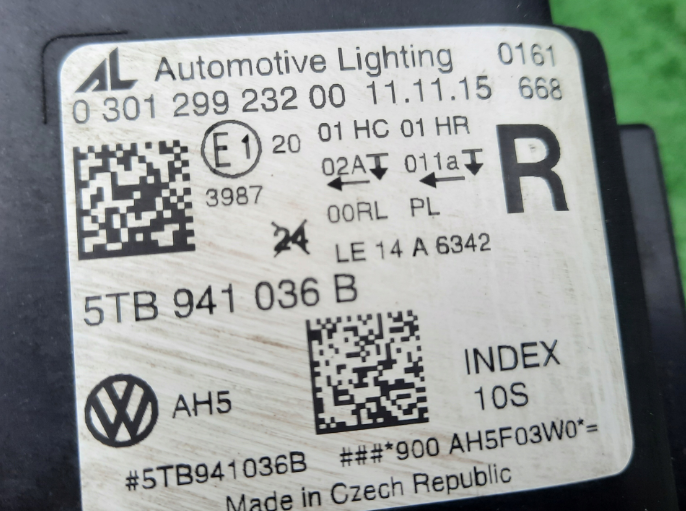 AL Automotive Lighting 0161
0 301 299 232 00 11.11.15 668
E1 20 01 HC 01 HR R
3987 02A 011a
00RL PL
24 LE 14 A 6342
5TB 941 036 B
INDEX
VW AH5 10S
#5TB941036B ###*900 AH5F03W0*=
Made in Czech Republic